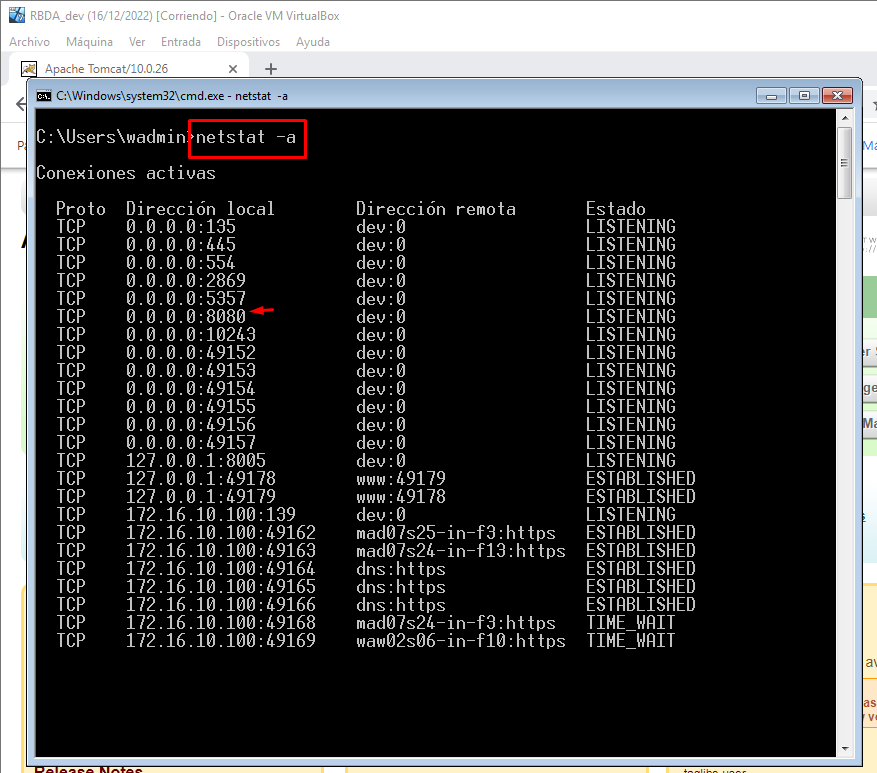 RBDA_dev (16/12/2022) [Corriendo] - Oracle VM VirtualBox
Archivo Máquina Ver Entrada Dispositivos Ayuda
Apache Tomcat/10.0.26
C:\Windows\system32\cmd.exe - netstat -a
C:\Users\wadmin>netstat -a
Conexiones activas
Proto Dirección local Dirección remota Estado
TCP 0.0.0.0:135 dev:0 LISTENING
TCP 0.0.0.0:445 dev:0 LISTENING
TCP 0.0.0.0:554 dev:0 LISTENING
TCP 0.0.0.0:2869 dev:0 LISTENING
TCP 0.0.0.0:5357 dev:0 LISTENING
TCP 0.0.0.0:8080 dev:0 LISTENING
TCP 0.0.0.0:10243 dev:0 LISTENING
TCP 0.0.0.0:49152 dev:0 LISTENING
TCP 0.0.0.0:49153 dev:0 LISTENING
TCP 0.0.0.0:49154 dev:0 LISTENING
TCP 0.0.0.0:49155 dev:0 LISTENING
TCP 0.0.0.0:49156 dev:0 LISTENING
TCP 0.0.0.0:49157 dev:0 LISTENING
TCP 127.0.0.1:8005 dev:0 LISTENING
TCP 127.0.0.1:49178 www:49179 ESTABLISHED
TCP 127.0.0.1:49179 www:49178 ESTABLISHED
TCP 172.16.10.100:139 dev:0 LISTENING
TCP 172.16.10.100:49162 mad07s25-in-f3:https ESTABLISHED
TCP 172.16.10.100:49163 mad07s24-in-f13:https ESTABLISHED
TCP 172.16.10.100:49164 dns:https ESTABLISHED
TCP 172.16.10.100:49165 dns:https ESTABLISHED
TCP 172.16.10.100:49166 dns:https ESTABLISHED
TCP 172.16.10.100:49168 mad07s24-in-f3:https TIME_WAIT
TCP 172.16.10.100:49169 waw02s06-in-f10:https TIME_WAIT
Release Notes